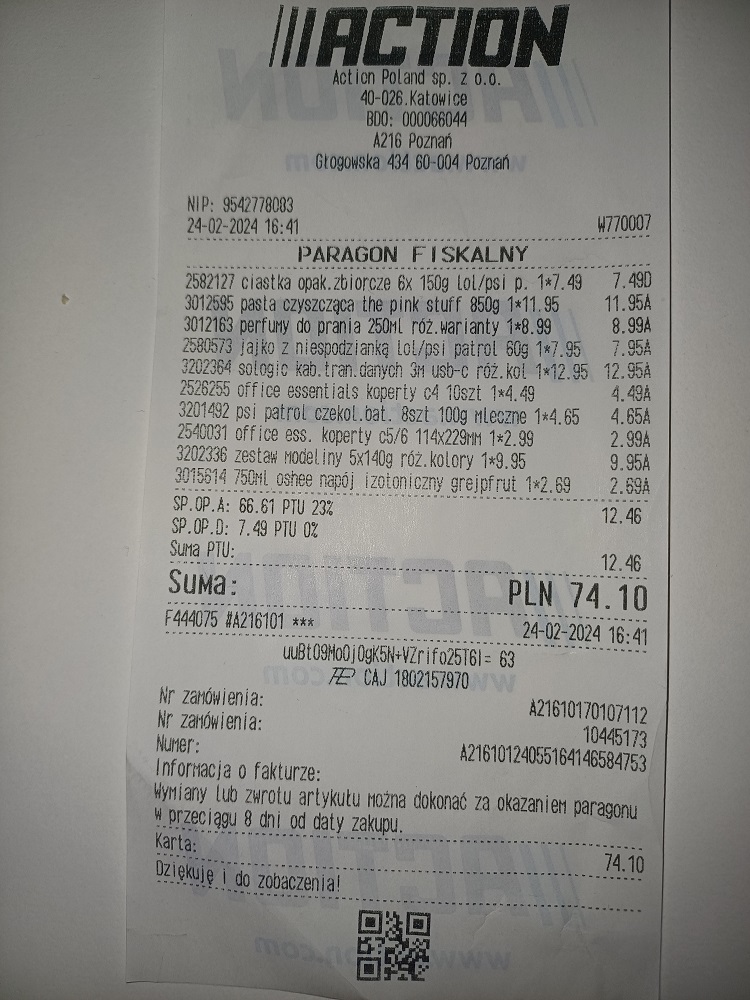 ACTION
Action Poland sp. z o.o.
40-026.Katowice
BDO: 000066044
A216 Poznań
Głogowska 434 60-004 Poznań
NIP: 9542778083
24-02-2024 16:41 W770007
PARAGON FISKALNY
2582127 ciastka opak.zbiorcze 6x 150g lol/psi p. 1*7.49 7.49D
3012595 pasta czyszcząca the pink stuff 850g 1*11.95 11.95A
3012163 perfumy do prania 250ml róż.warianty 1*8.99 8.99A
2580573 jajko z niespodzianką lol/psi patrol 60g 1*7.95 7.95A
3202364 sologic kab.tran.danych 3m usb-c róż.kol 1*12.95 12.95A
2526255 office essentials koperty c4 10szt 1*4.49 4.49A
3201492 psi patrol czekol.bat. 8szt 100g mleczne 1*4.65 4.65A
2540031 office ess. koperty c5/6 114x229mm 1*2.99 2.99A
3202336 zestaw modeliny 5x140g róż.kolory 1*9.95 9.95A
3015614 750ml oshee napój izotoniczny grejpfrut 1*2.69 2.69A
SP.OP.A: 66.61 PTU 23% 12.46
SP.OP.D: 7.49 PTU 0%
Suma PTU: 12.46
Suma: PLN 74.10
F444075 #A216101 *** 24-02-2024 16:41
uuBtO9MoOjOgK5N+VZrifo25T6I= 63
CAJ 1802157970
Nr zamówienia: A21610170107112
Nr zamówienia: 10445173
Numer: A21610124055164146584753
Informacja o fakturze:
Wymiany lub zwrotu artykułu można dokonać za okazaniem paragonu
w przeciągu 8 dni od daty zakupu.
Karta: 74.10
Dziękuję i do zobaczenia!